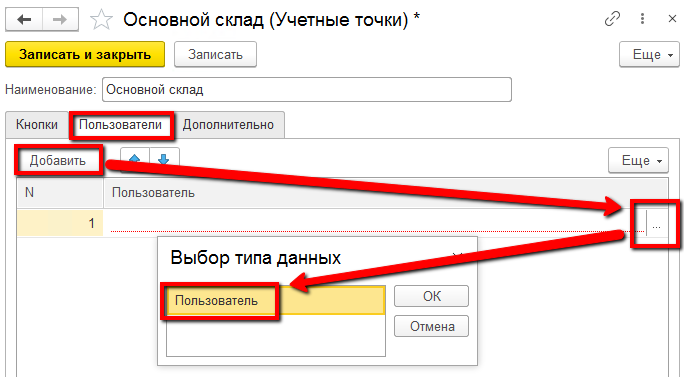 Основной склад (Учетные точки) *
Записать и закрыть
Записать
Еще
Наименование:
Основной склад
Кнопки
Пользователи
Дополнительно
Добавить
Еще
N
Пользователь
1
...
Выбор типа данных
Пользователь
ОК
Отмена